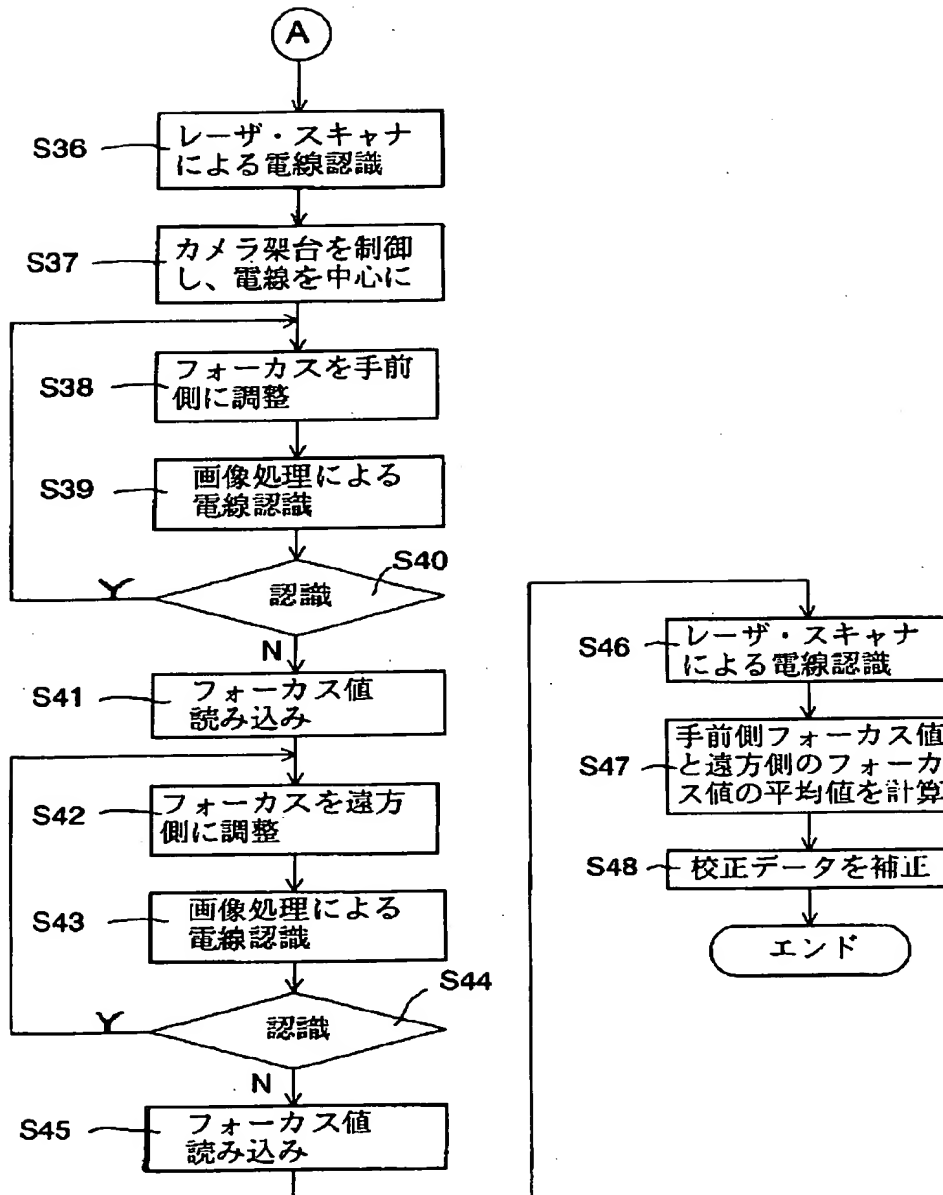 A
S36
レーザ・スキャナ
による電線認識
S37
カメラ架台を制御
し、電線を中心に
S38
フォーカスを手前
側に調整
S39
画像処理による
電線認識
S40
認識
Y
N
S41
フォーカス値
読み込み
S42
フォーカスを遠方
側に調整
S43
画像処理による
電線認識
S44
認識
Y
N
S45
フォーカス値
読み込み
S46
レーザ・スキャナ
による電線認識
S47
手前側フォーカス値
と遠方側のフォーカ
ス値の平均値を計算
S48
校正データを補正
エンド